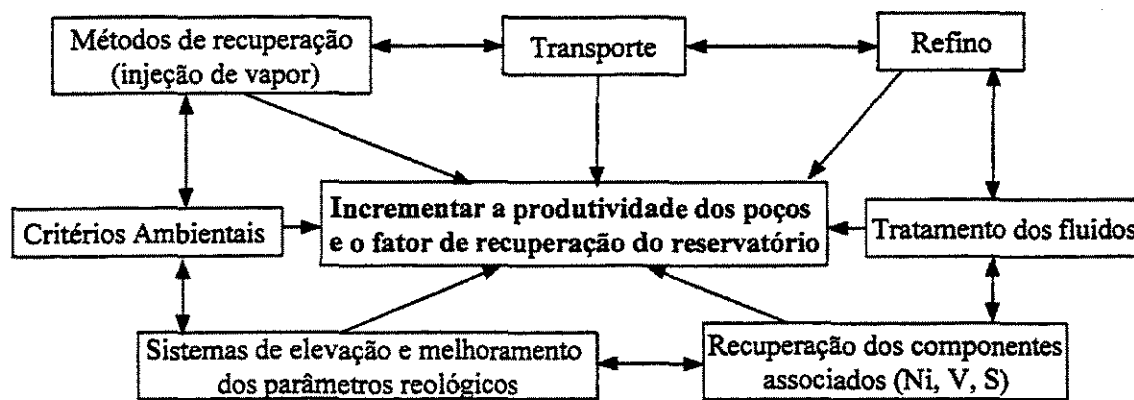 Métodos de recuperação
(injeção de vapor)
Transporte
Refino
Critérios Ambientais
Incrementar a produtividade dos poços
e o fator de recuperação do reservatório
Tratamento dos fluidos
Sistemas de elevação e melhoramento
dos parâmetros reológicos
Recuperação dos componentes
associados (Ni, V, S)